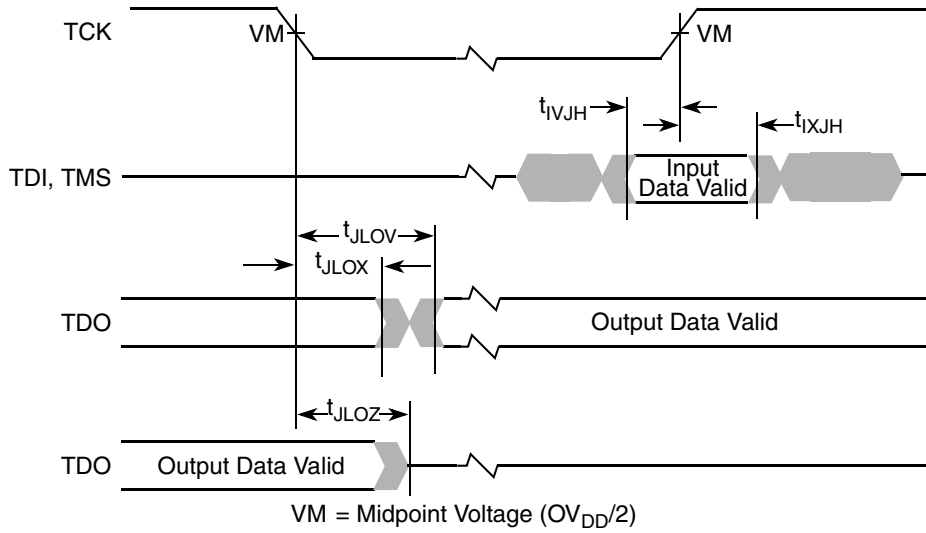 TCK
VM
VM
tIVJH
tIXJH
TDI, TMS
Input
Data Valid
tJLOV
tJLOX
TDO
Output Data Valid
tJLOZ
TDO
Output Data Valid
VM = Midpoint Voltage (OVDD/2)